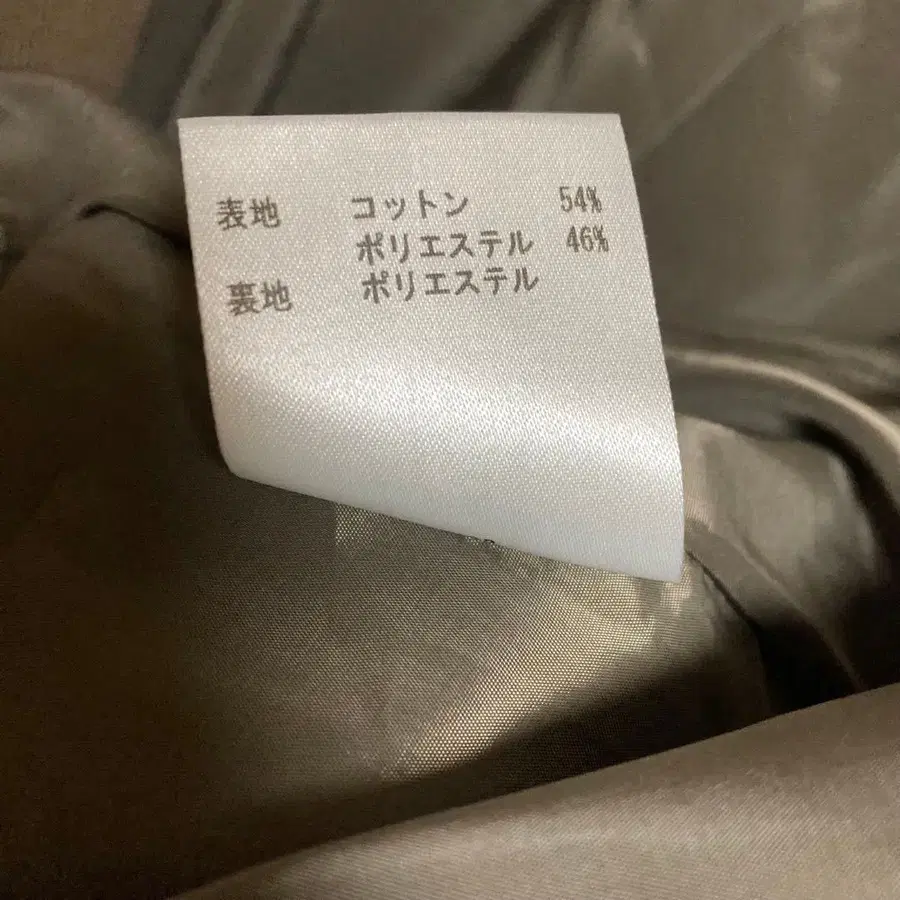 表地 コットン 54%
ポリエステル 46%
裏地 ポリエステル